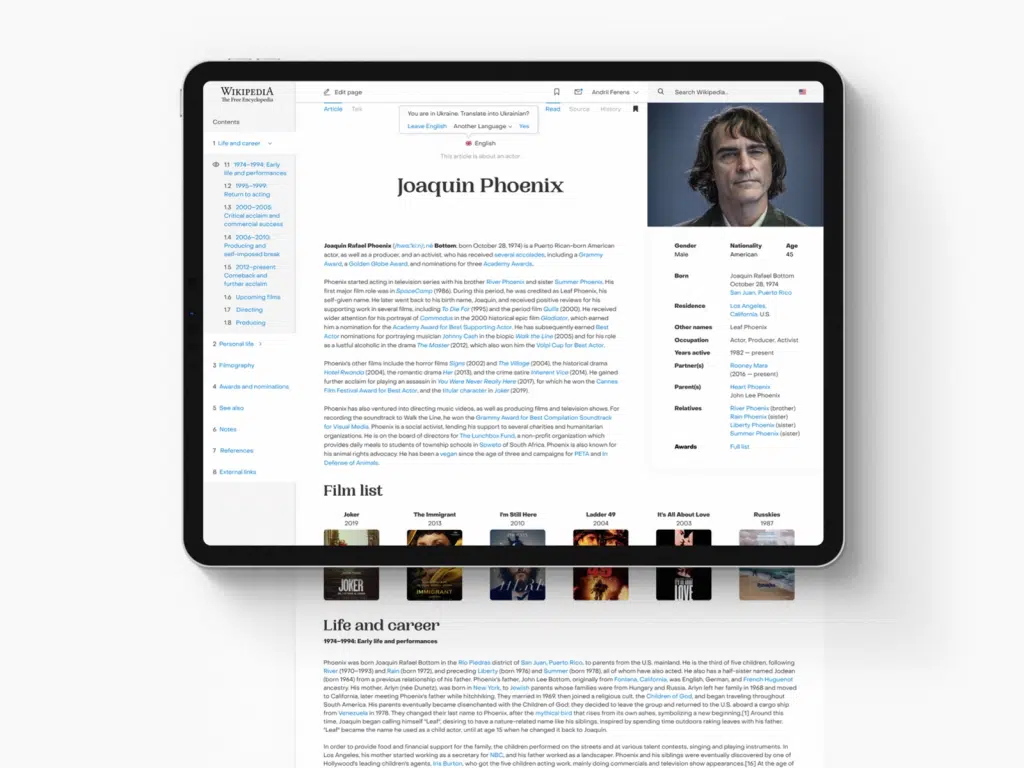 WIKIPEDIA
The Free Encyclopedia
Contents
1 Life and career
1.1 1974–1994: Early
life and performances
1.2 1995–1999:
Return to acting
1.3 2000–2005:
Critical acclaim and
commercial success
1.4 2006–2010:
Producing and
self-imposed break
1.5 2012–present:
Comeback and
further acclaim
1.6 Upcoming films
1.7 Directing
1.8 Producing
2 Personal life
3 Filmography
4 Awards and nominations
5 See also
6 Notes
7 References
8 External links
Edit page
Andrii Ferens
Search Wikipedia..
Article Talk
Read Source History
You are in Ukraine. Translate into Ukrainian?
Leave English Another Language Yes
English
This article is about an actor
Joaquin Phoenix
Joaquin Rafael Phoenix
Bottom; born October 28, 1974) is a Puerto Rican-born American
actor, as well as a producer, and an activist, who has received several accolades, including a Grammy
Award, a Golden Globe Award, and nominations for three Academy Awards.
Phoenix started acting in television series with his brother River Phoenix and sister Summer Phoenix. His
first major film role was in SpaceCamp (1986). During this period, he was credited as Leaf Phoenix, his
self-given name. He later went back to his birth name, Joaquin, and received positive reviews for his
supporting work in several films, including To Die For (1995) and the period film Quills (2000). He received
wider attention for his portrayal of Commodus in the 2000 historical epic film Gladiator, which earned
him a nomination for the Academy Award for Best Supporting Actor. He has subsequently earned Best
Actor nominations for portraying musician Johnny Cash in the biopic Walk the Line (2005) and for his role
as a lustful alcoholic in the drama The Master (2012), which also won him the Volpi Cup for Best Actor.
Phoenix's other films include the horror films Signs (2002) and The Village (2004), the historical drama
Hotel Rwanda (2004), the romantic drama Her (2013), and the crime satire Inherent Vice (2014). He gained
further acclaim for playing an assassin in You Were Never Really Here (2017), for which he won the Cannes
Film Festival Award for Best Actor, and the titular character in Joker (2019).
Phoenix has also ventured into directing music videos, as well as producing films and television shows. For
recording the soundtrack to Walk the Line, he won the Grammy Award for Best Compilation Soundtrack
for Visual Media. Phoenix is a social activist, lending his support to several charities and humanitarian
organizations. He is on the board of directors for The Lunchbox Fund, a non-profit organization which
provides daily meals to students of township schools in Soweto of South Africa. Phoenix is also known for
his animal rights advocacy. He has been a vegan since the age of three and campaigns for PETA and In
Defense of Animals.
Gender Nationality Age
Male American 45
Born Joaquin Rafael Bottom
October 28, 1974
San Juan, Puerto Rico
Residence Los Angeles,
California, U.S.
Other names Leaf Phoenix
Occupation Actor, Producer, Activist
Years active 1982 — present
Partner(s) Rooney Mara
(2016 — present)
Parent(s) Heart Phoenix
John Lee Phoenix
Relatives River Phoenix (brother)
Rain Phoenix (sister)
Liberty Phoenix (sister)
Summer Phoenix (sister)
Awards Full list
Film list
Joker The Immigrant I'm Still Here Ladder 49 It's All About Love Russkies
2019 2013 2010 2004 2003 1987
JOKER
IMMIGRANT
HERE
49
LOVE
Life and career
1974–1994: Early life and performances
Phoenix was born Joaquin Rafael Bottom in the Río Piedras district of San Juan, Puerto Rico, to parents from the U.S. mainland. He is the third of five children, following
River (1970–1993) and Rain (born 1972), and preceding Liberty (born 1976) and Summer (born 1978), all of whom have also acted. He also has a half-sister named Jodean
(born 1964) from a previous relationship of his father. Phoenix's father, John Lee Bottom, originally from Fontana, California, was English, German, and French Huguenot
ancestry. His mother, Arlyn (née Dunetz), was born in New York, to Jewish parents whose families were from Hungary and Russia. Arlyn left her family in 1968 and moved
to California, later meeting Phoenix's father while hitchhiking. They married in 1969, then joined a religious cult, the Children of God, and began traveling throughout
South America. His parents eventually became disenchanted with the Children of God; they decided to leave the group and returned to the U.S. aboard a cargo ship
from Venezuela in 1978. They changed their last name to Phoenix, after the mythical bird that rises from its own ashes, symbolizing a new beginning.[1] Around this
time, Joaquin began calling himself "Leaf", desiring to have a nature-related name like his siblings, inspired by spending time outdoors raking leaves with his father.
"Leaf" became the name he used as a child actor, until at age 15 when he changed it back to Joaquin.
In order to provide food and financial support for the family, the children performed on the streets and at various talent contests, singing and playing instruments. In
Los Angeles, his mother started working as a secretary for NBC, and his father worked as a landscaper. Phoenix and his siblings were eventually discovered by one of
Hollywood's leading children's agents, Iris Burton, who got the five children acting work, mainly doing commercials and television show appearances.[16] At the age of